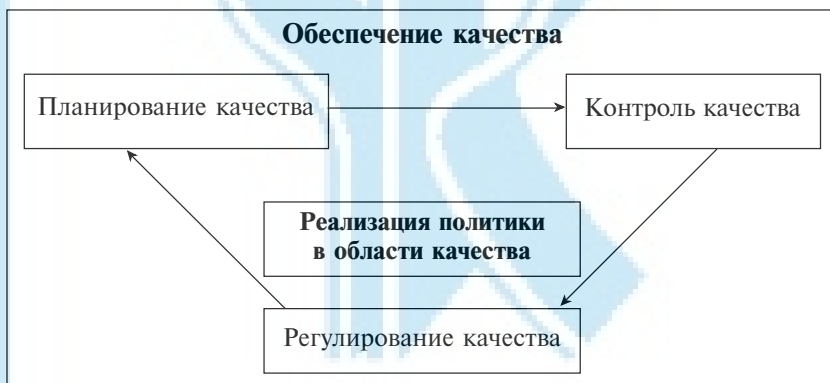 Обеспечение качества
Планирование качества
Контроль качества
Реализация политики
в области качества
Регулирование качества